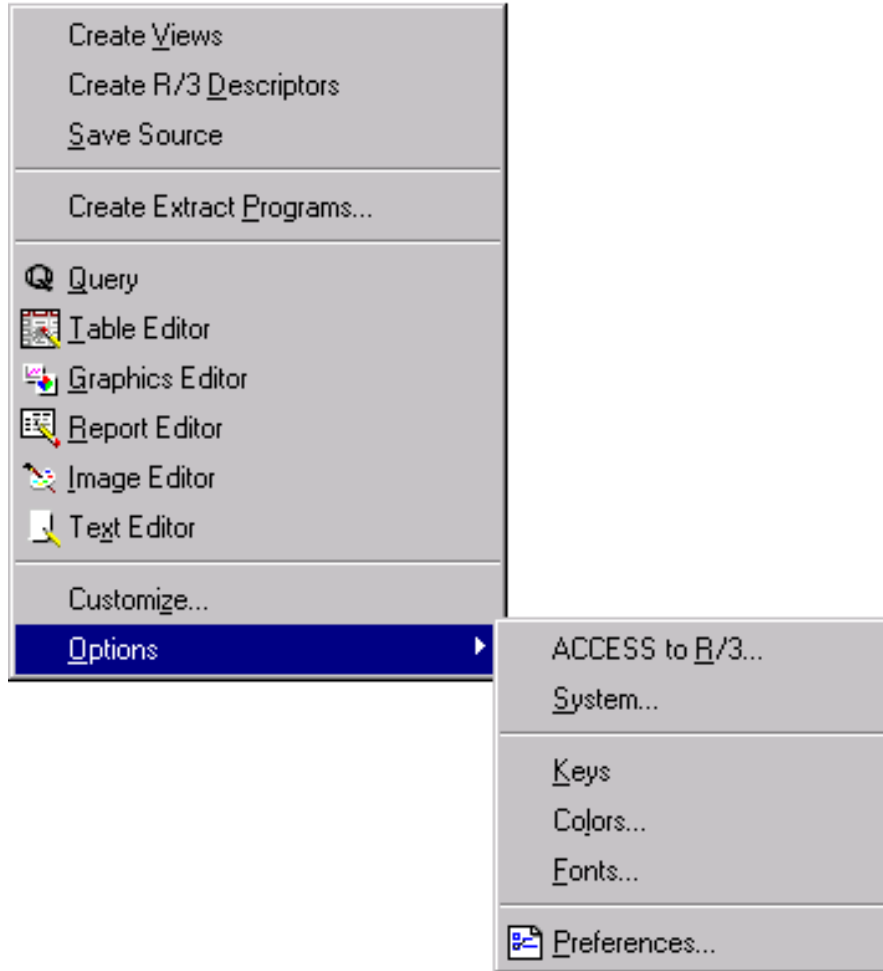 Create Views
Create R/3 Descriptors
Save Source
Create Extract Programs...
Query
Table Editor
Graphics Editor
Report Editor
Image Editor
Text Editor
Customize...
Options
ACCESS to R/3...
System...
Keys
Colors...
Fonts...
Preferences...